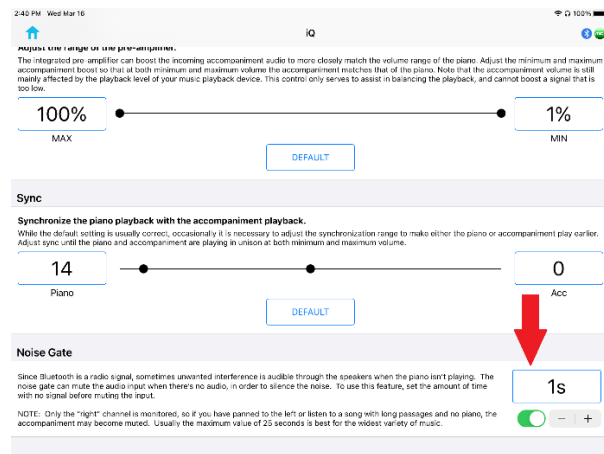 2:40 PM Wed Mar 16
100%
iQ
Adjust the range of the pre-amplifier.
The integrated pre-amplifier can boost the incoming accompaniment audio to more closely match the volume range of the piano. Adjust the minimum and maximum
accompaniment boost so that at both minimum and maximum volume the accompaniment matches that of the piano. Note that the accompaniment volume is still
mainly affected by the playback level of your music playback device. This control only serves to assist in balancing the playback, and cannot boost a signal that is
too low.
100%
1%
MAX
MIN
DEFAULT
Sync
Synchronize the piano playback with the accompaniment playback.
While the default setting is usually correct, occasionally it is necessary to adjust the synchronization range to make either the piano or accompaniment play earlier.
Adjust sync until the piano and accompaniment are playing in unison at both minimum and maximum volume.
14
0
Piano
Acc
DEFAULT
Noise Gate
Since Bluetooth is a radio signal, sometimes unwanted interference is audible through the speakers when the piano isn't playing. The
noise gate can mute the audio input when there's no audio, in order to silence the noise. To use this feature, set the amount of time
with no signal before muting the input.
1s
NOTE: Only the "right" channel is monitored, so if you have panned to the left or listen to a song with long passages and no piano, the
accompaniment may become muted. Usually the maximum value of 25 seconds is best for the widest variety of music.
− +